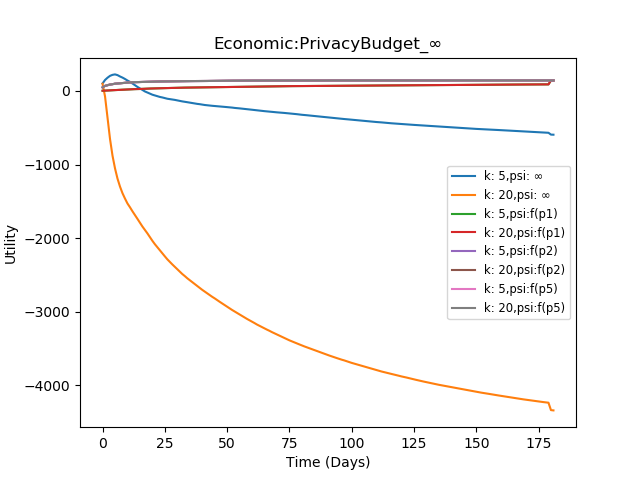 Economic:PrivacyBudget_∞
Utility
0
−1000
−2000
−3000
−4000
k: 5,psi: ∞
k: 20,psi: ∞
k: 5,psi:f(p1)
k: 20,psi:f(p1)
k: 5,psi:f(p2)
k: 20,psi:f(p2)
k: 5,psi:f(p5)
k: 20,psi:f(p5)
0 25 50 75 100 125 150 175
Time (Days)